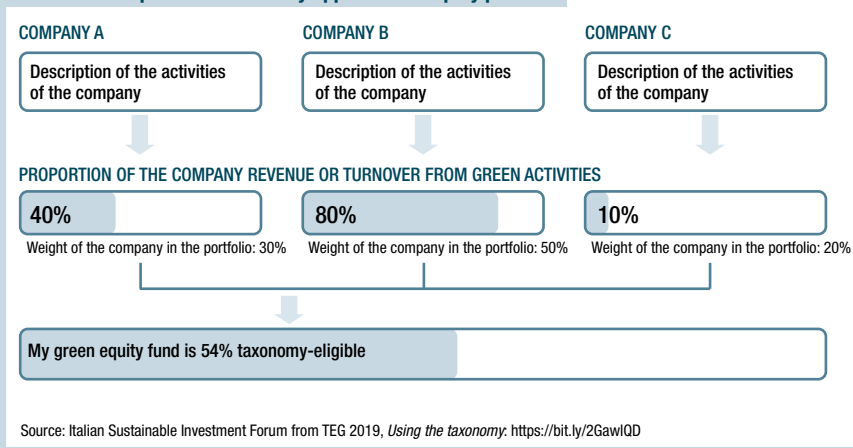 COMPANY A
COMPANY B
COMPANY C
Description of the activities
of the company
Description of the activities
of the company
Description of the activities
of the company
PROPORTION OF THE COMPANY REVENUE OR TURNOVER FROM GREEN ACTIVITIES
40%
80%
10%
Weight of the company in the portfolio: 30%
Weight of the company in the portfolio: 50%
Weight of the company in the portfolio: 20%
My green equity fund is 54% taxonomy-eligible
Source: Italian Sustainable Investment Forum from TEG 2019, Using the taxonomy: https://bit.ly/2GawlQD